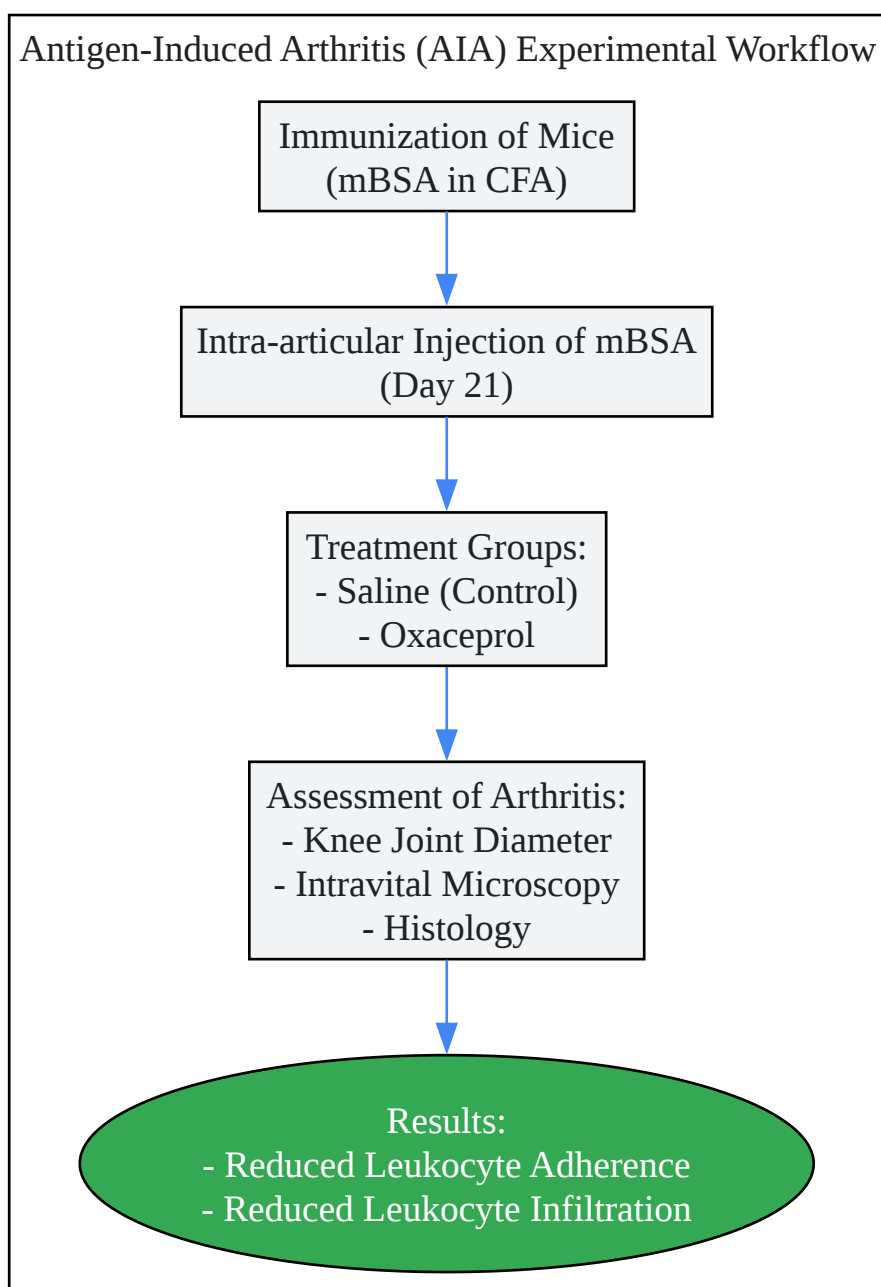 Antigen-Induced Arthritis (AIA) Experimental Workflow
Immunization of Mice
(mBSA in CFA)
Intra-articular Injection of mBSA
(Day 21)
Treatment Groups:
- Saline (Control)
- Oxaceprol
Assessment of Arthritis:
- Knee Joint Diameter
- Intravital Microscopy
- Histology
Results:
- Reduced Leukocyte Adherence
- Reduced Leukocyte Infiltration